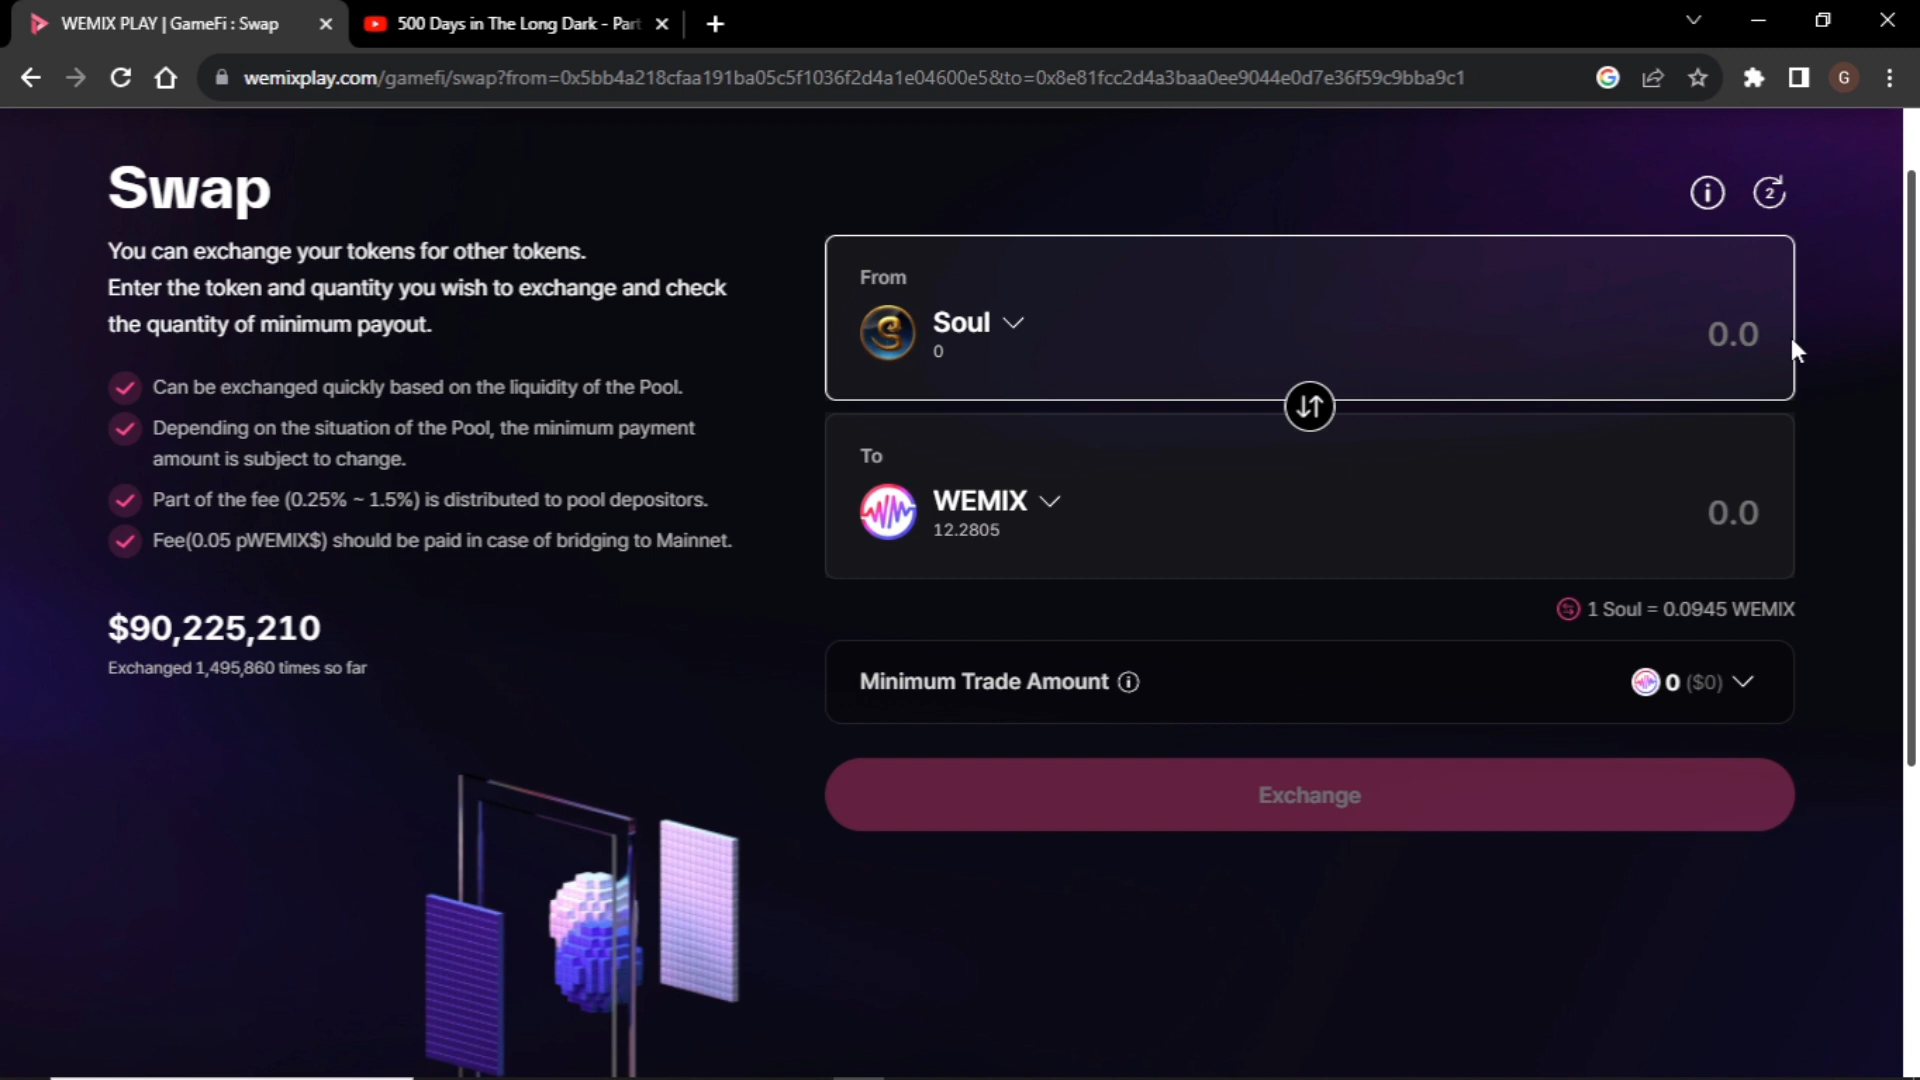 WEMIX PLAY | GameFi : Swap
500 Days in The Long Dark - Part
wemixplay.com/gamefi/swap?from=0x5bb4a218cfaa191ba05c5f1036f2d4a1e04600e5&to=0x8e81fcc2d4a3baa0ee9044e0d7e36f59c9bba9c1
G
Swap
You can exchange your tokens for other tokens.
Enter the token and quantity you wish to exchange and check
the quantity of minimum payout.
Can be exchanged quickly based on the liquidity of the Pool.
Depending on the situation of the Pool, the minimum payment
amount is subject to change.
Part of the fee (0.25% ~ 1.5%) is distributed to pool depositors.
Fee(0.05 pWEMIX$) should be paid in case of bridging to Mainnet.
$90,225,210
Exchanged 1,495,860 times so far
2
From
Soul
0
0.0
To
WEMIX
12.2805
0.0
1 Soul = 0.0945 WEMIX
Minimum Trade Amount
0 ($0)
Exchange